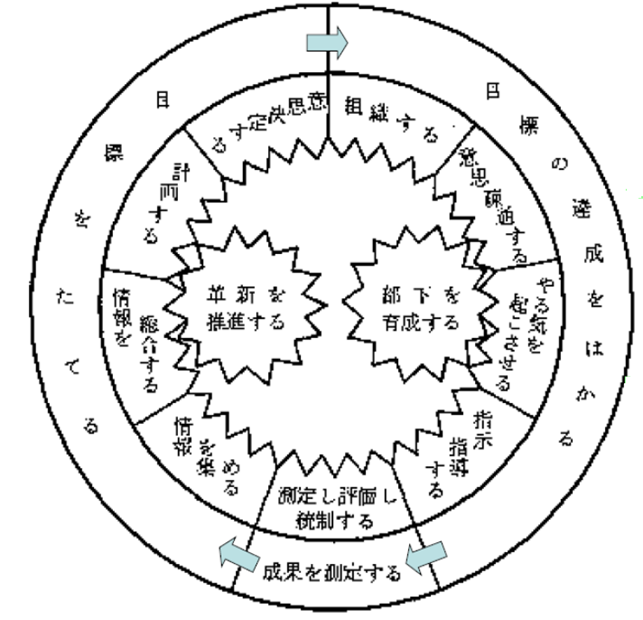 目標をたてる
目標の達成をはかる
成果を測定する
意思決定する
組織する
意思疎通する
やる気を
起こさせる
指示
指導
する
測定し評価し
統制する
情報
を集
める
情報を
総合する
計画する
革新を
推進する
部下を
育成する